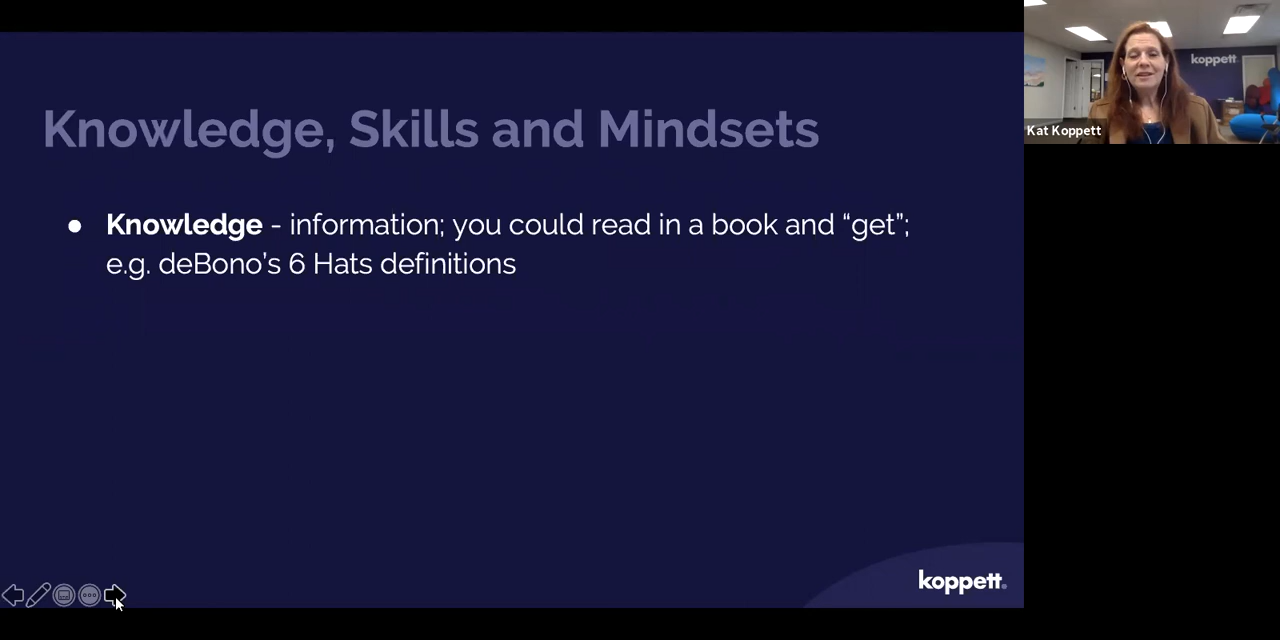 Knowledge, Skills and Mindsets
● Knowledge - information; you could read in a book and “get”;
e.g. deBono’s 6 Hats definitions
koppett
koppett
Kat Koppett